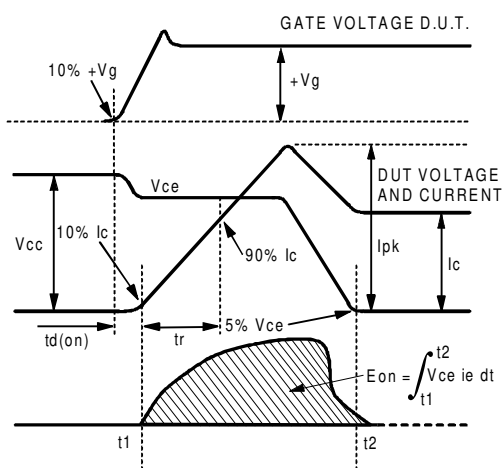 GATE VOLTAGE D.U.T.
10% +Vg
+Vg
DUT VOLTAGE
AND CURRENT
Vce
Vcc
10% Ic
90% Ic
Ipk
Ic
td(on)
tr
5% Vce
Eon = ∫ Vce ie dt
t2
t1
t1
t2